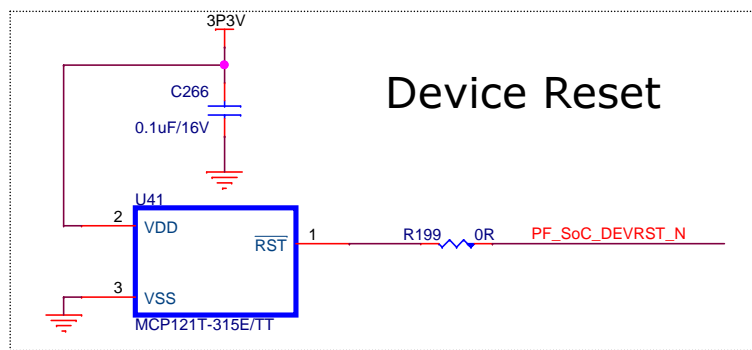 3P3V
C266
Device Reset
0.1uF/16V
U41
2
VDD
1
RST
R199
0R
PF_SoC_DEVRST_N
3
VSS
MCP121T-315E/TT